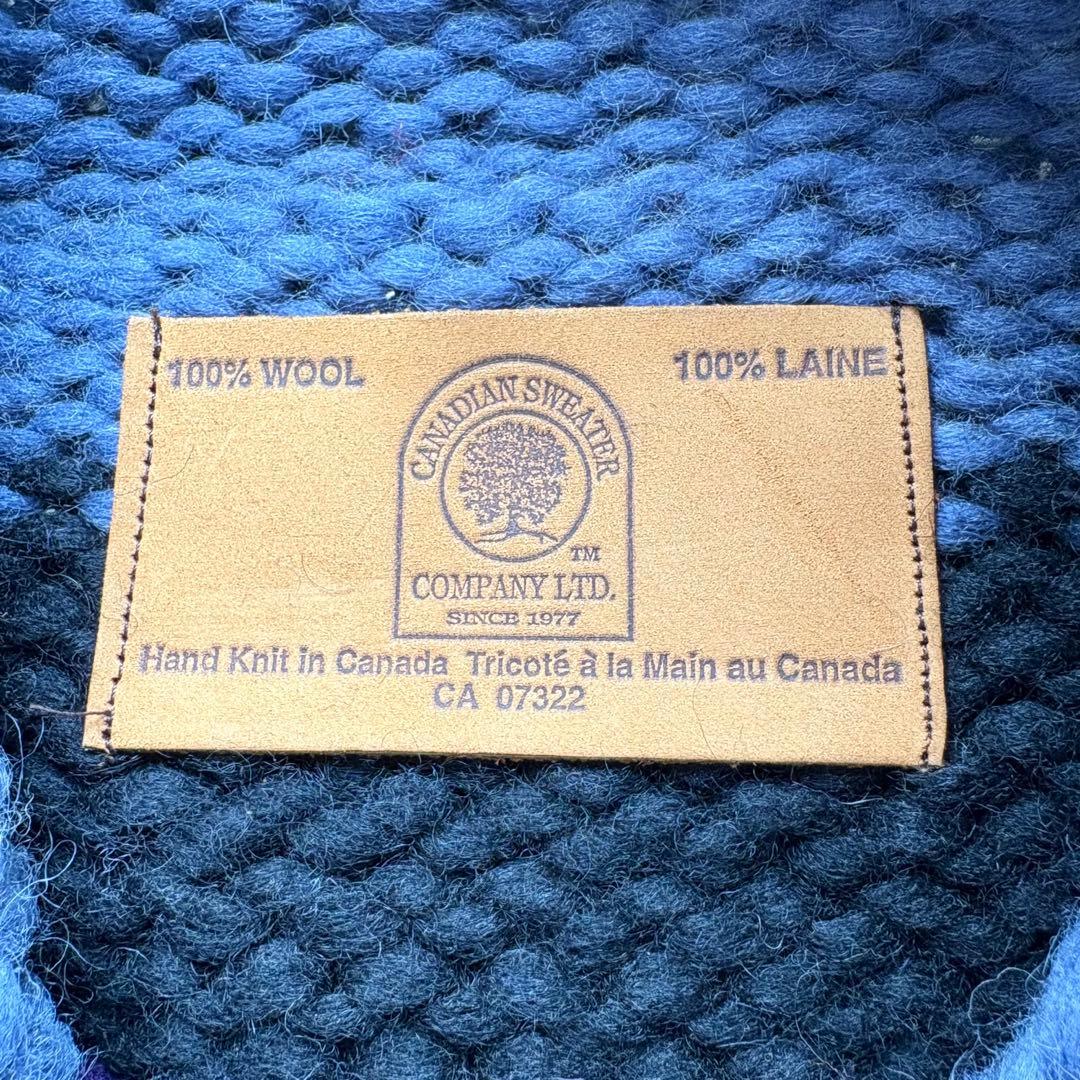 100% WOOL
100% LAINE
CANADIAN SWEATER
TM
COMPANY LTD.
SINCE 1977
Hand Knit in Canada Tricoté à la Main au Canada
CA 07322